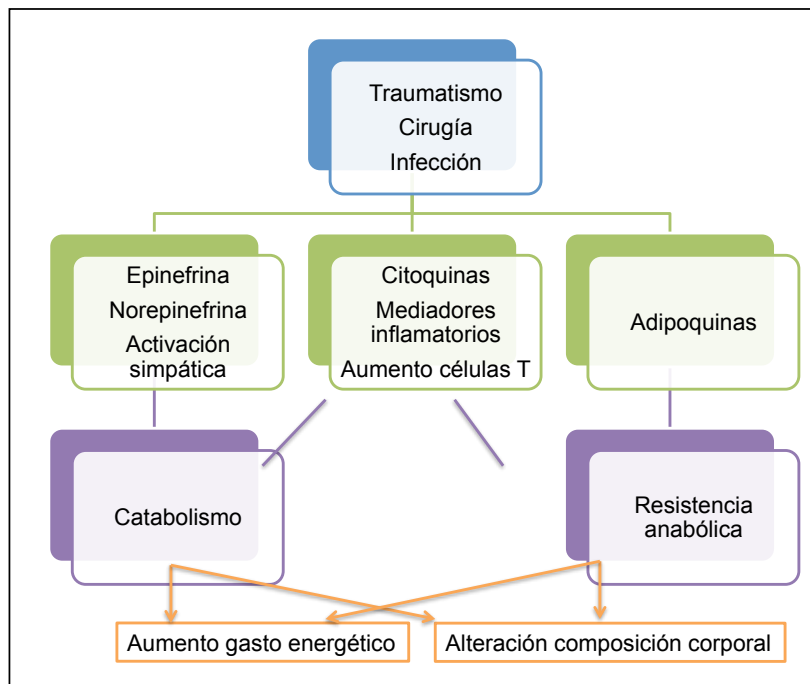 Traumatismo
Cirugía
Infección
Epinefrina
Norepinefrina
Activación
simpática
Citoquinas
Mediadores
inflamatorios
Aumento células T
Adipoquinas
Catabolismo
Resistencia
anabólica
Aumento gasto energético
Alteración composición corporal